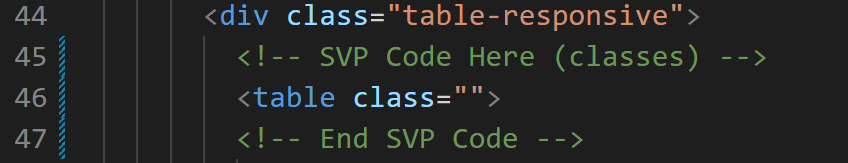 44 <div class="table-responsive">
45 <!-- SVP Code Here (classes) -->
46 <table class="">
47 <!-- End SVP Code -->